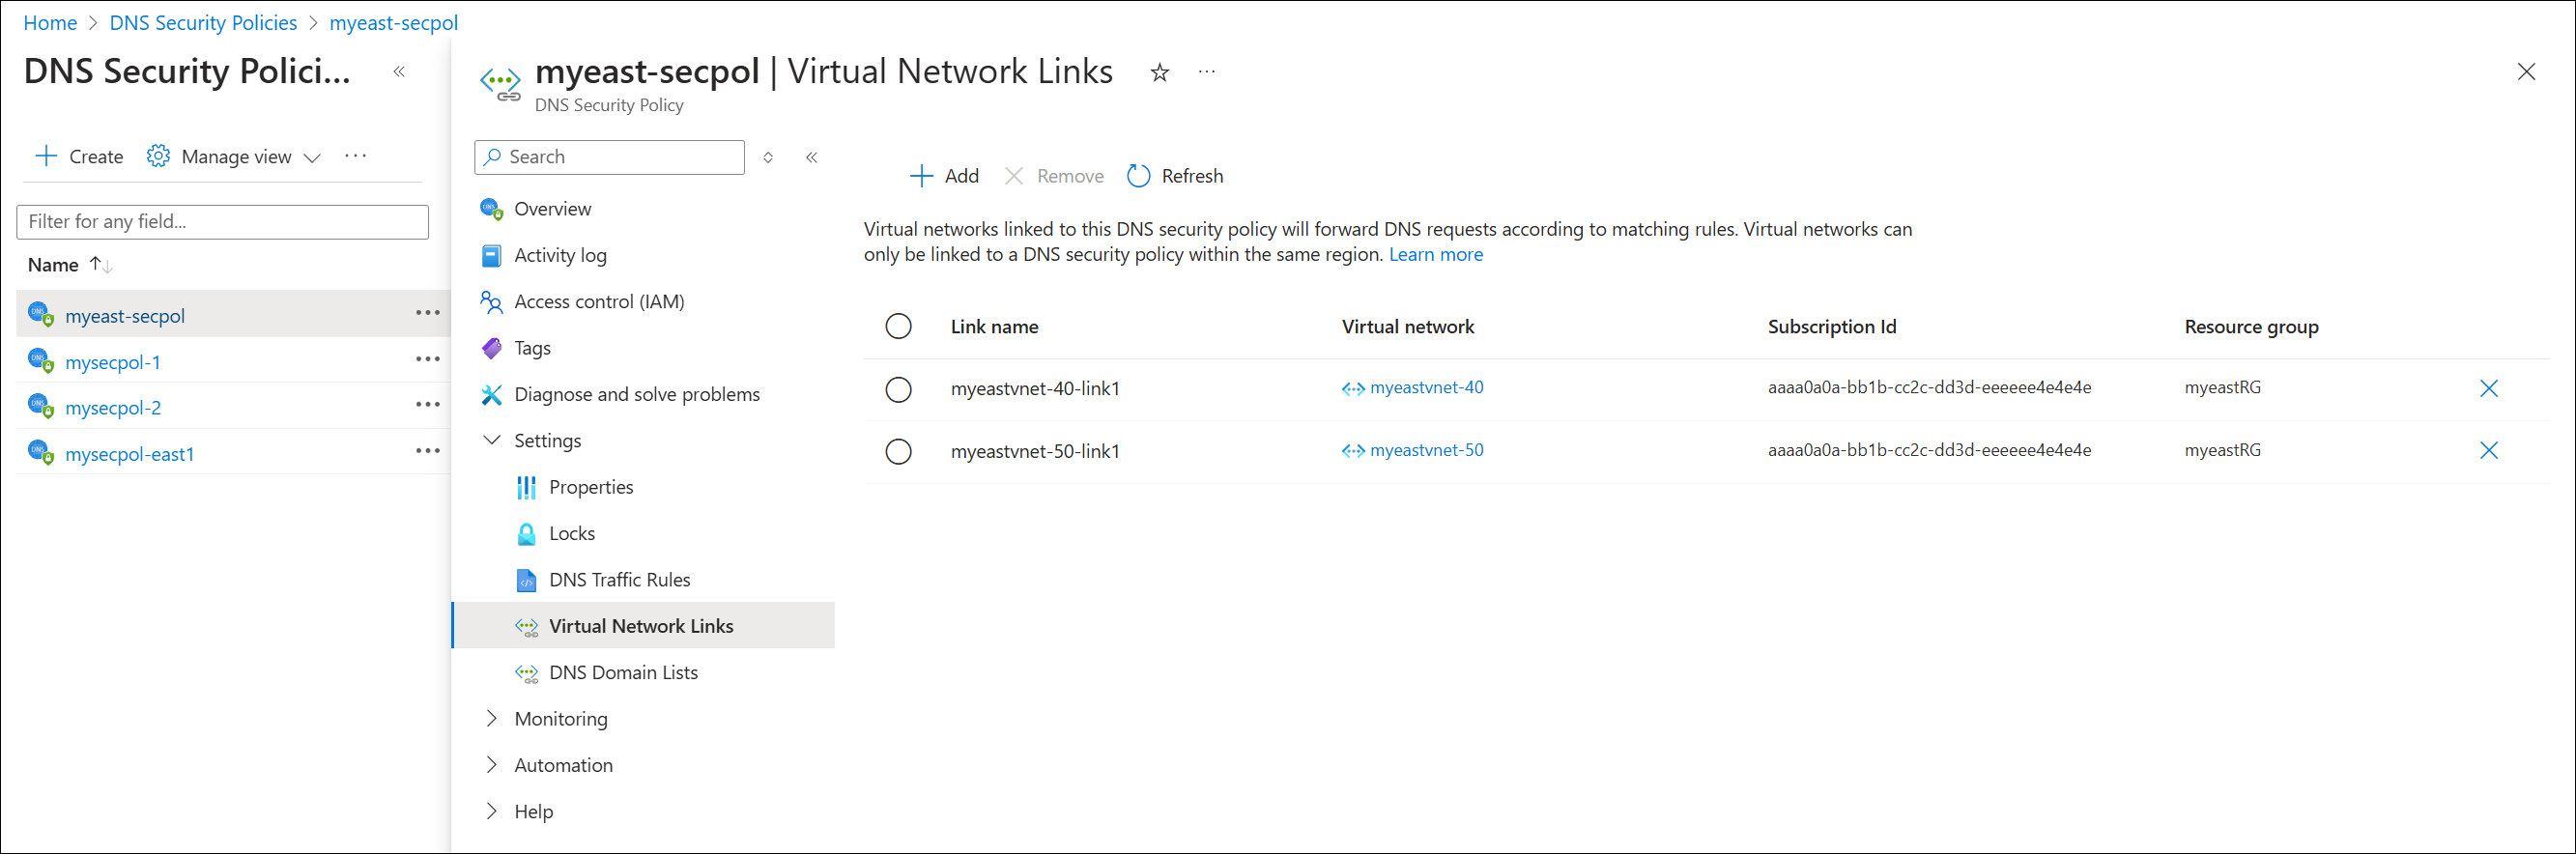 Home > DNS Security Policies > myeast-secpol
DNS Security Polici...
Create
Manage view
Filter for any field...
Name
myeast-secpol
mysecpol-1
mysecpol-2
mysecpol-east1
myeast-secpol | Virtual Network Links
DNS Security Policy
Search
Overview
Activity log
Access control (IAM)
Tags
Diagnose and solve problems
Settings
Properties
Locks
DNS Traffic Rules
Virtual Network Links
DNS Domain Lists
Monitoring
Automation
Help
Add Remove Refresh
Virtual networks linked to this DNS security policy will forward DNS requests according to matching rules. Virtual networks can
only be linked to a DNS security policy within the same region. Learn more
Link name Virtual network Subscription Id Resource group
myeastvnet-40-link1 myeastvnet-40 aaaa0a0a-bb1b-cc2c-dd3d-eeeeee4e4e4e myeastRG
myeastvnet-50-link1 myeastvnet-50 aaaa0a0a-bb1b-cc2c-dd3d-eeeeee4e4e4e myeastRG